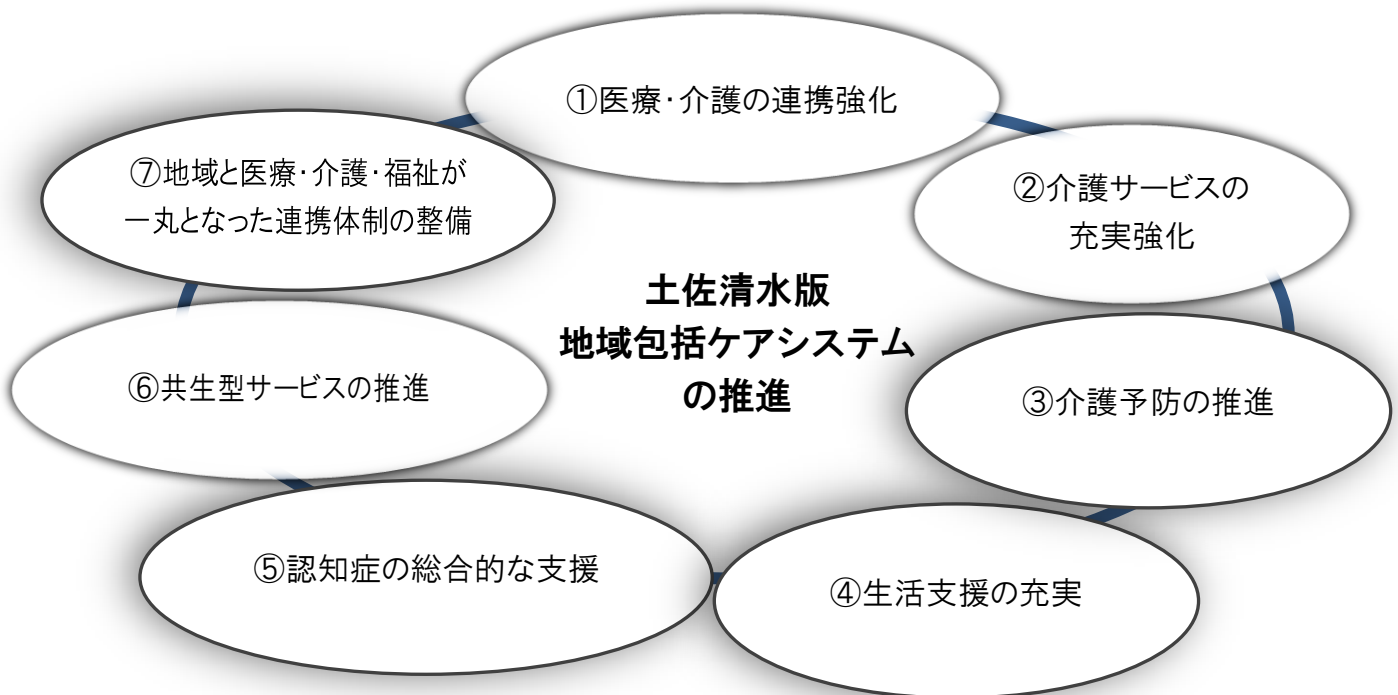 ①医療・介護の連携強化
②介護サービスの
充実強化
③介護予防の推進
④生活支援の充実
⑤認知症の総合的な支援
⑥共生型サービスの推進
⑦地域と医療・介護・福祉が
一丸となった連携体制の整備
土佐清水版
地域包括ケアシステム
の推進